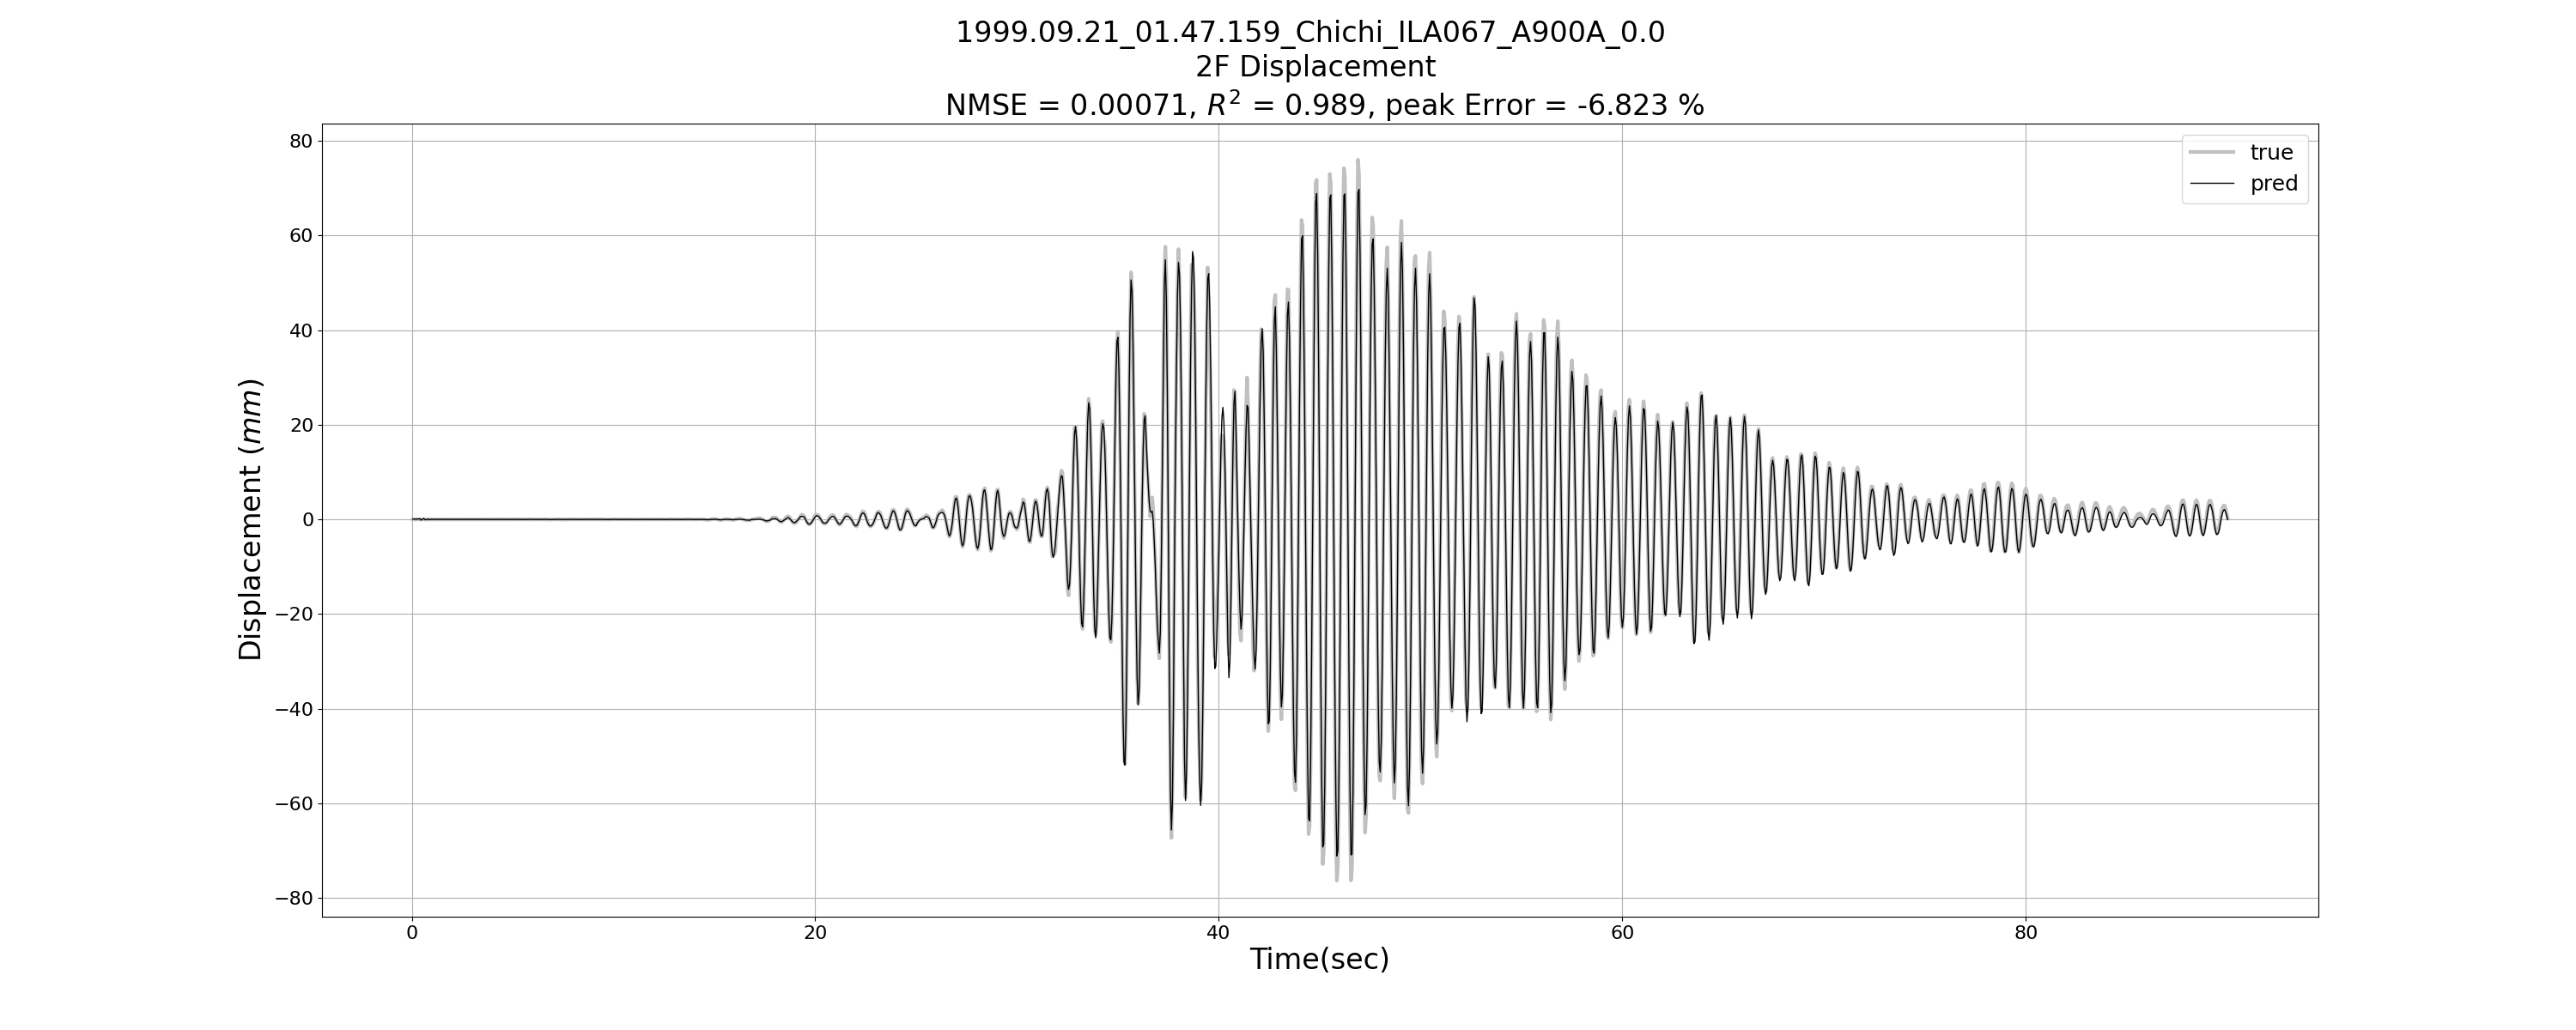 1999.09.21_01.47.159_Chichi_ILA067_A900A_0.0
2F Displacement
NMSE = 0.00071, R² = 0.989, peak Error = -6.823 %
true
pred
80
60
40
20
0
−20
−40
−60
−80
Displacement (mm)
0 20 40 60 80
Time(sec)